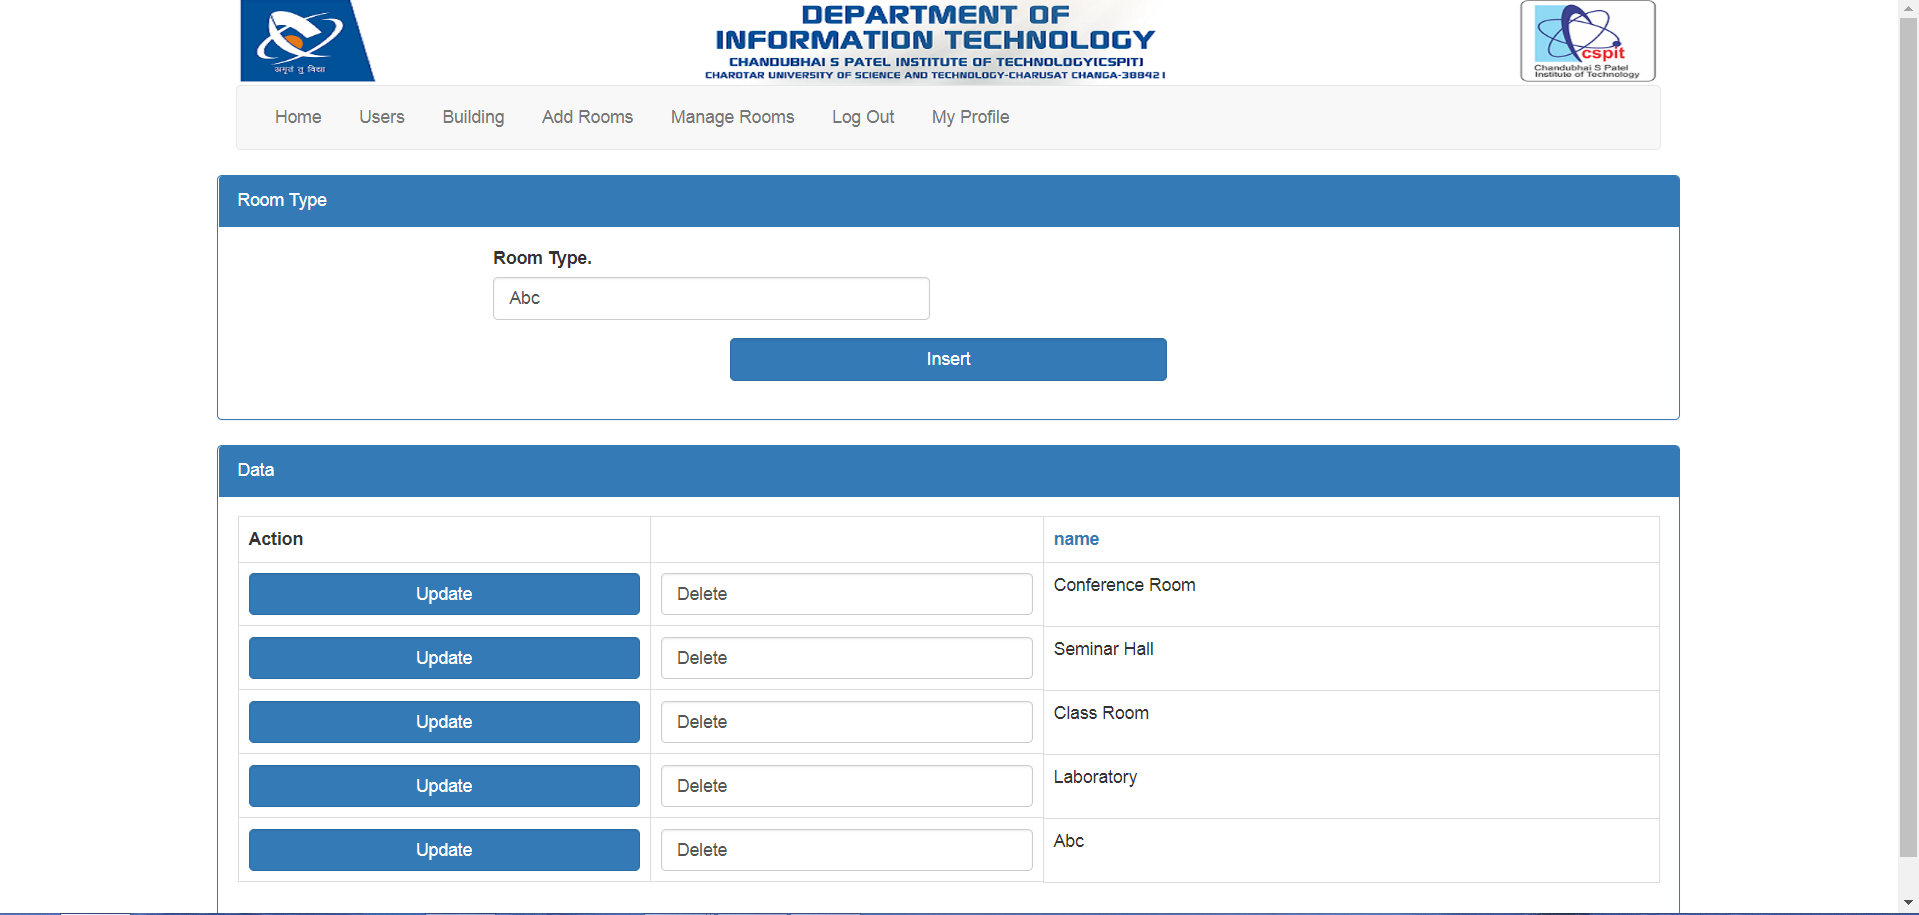 अमृतं तु विद्या
DEPARTMENT OF
INFORMATION TECHNOLOGY
CHANDUBHAI S PATEL INSTITUTE OF TECHNOLOGY(CSPIT)
CHAROTAR UNIVERSITY OF SCIENCE AND TECHNOLOGY-CHARUSAT CHANGA-388421
cspit
Chandubhai S Patel
Institute of Technology
Home Users Building Add Rooms Manage Rooms Log Out My Profile
Room Type
Room Type.
Abc
Insert
Data
Action name
Update Delete Conference Room
Update Delete Seminar Hall
Update Delete Class Room
Update Delete Laboratory
Update Delete Abc